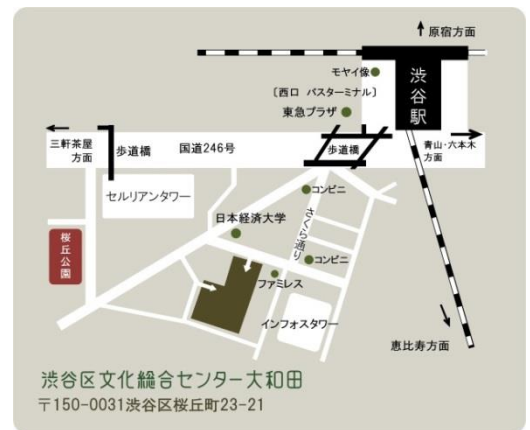 原宿方面
モヤイ像
〔西口 バスターミナル〕
東急プラザ
渋谷駅
三軒茶屋
方面
歩道橋
国道246号
歩道橋
青山・六本木
方面
セルリアンタワー
コンビニ
日本経済大学
さくら通り
桜丘公園
コンビニ
ファミレス
インフォスタワー
恵比寿方面
渋谷区文化総合センター大和田
〒150-0031渋谷区桜丘町23-21